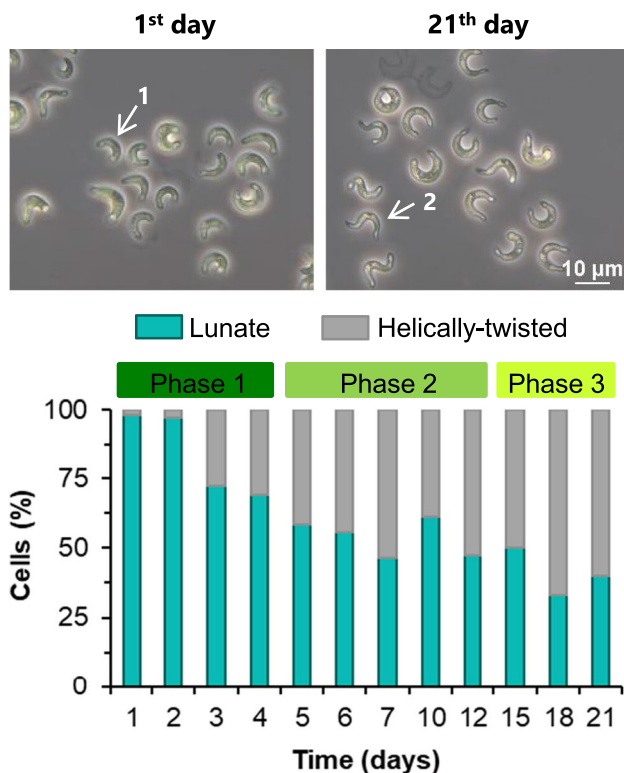 1st day 21th day
1
2
10 µm
Lunate Helically-twisted
Phase 1 Phase 2 Phase 3
100
75
50
25
0
Cells (%)
1 2 3 4 5 6 7 10 12 15 18 21
Time (days)